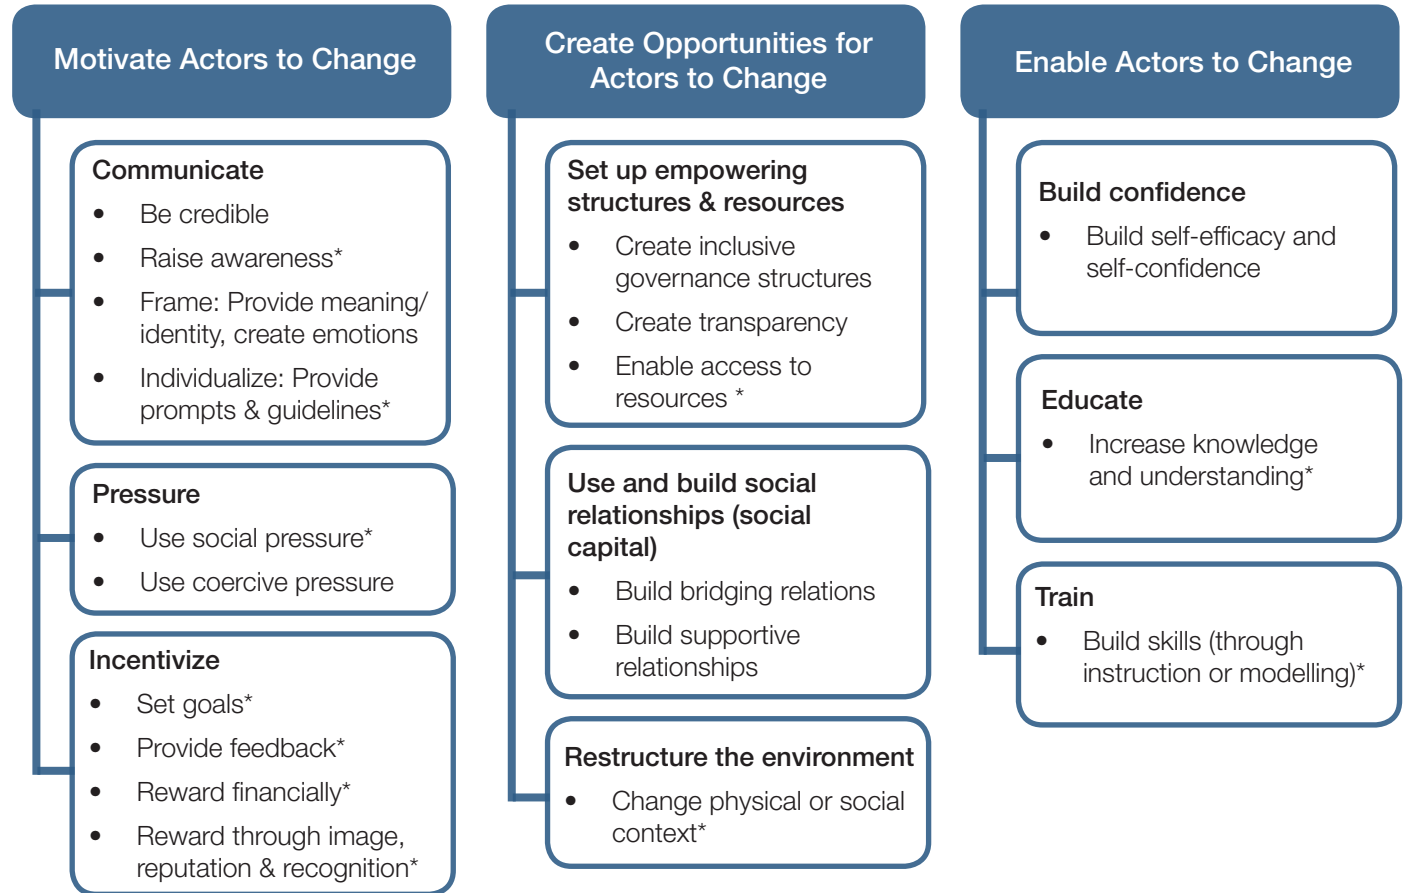 Motivate Actors to Change
Communicate
• Be credible
• Raise awareness*
• Frame: Provide meaning/
identity, create emotions
• Individualize: Provide
prompts & guidelines*
Pressure
• Use social pressure*
• Use coercive pressure
Incentivize
• Set goals*
• Provide feedback*
• Reward financially*
• Reward through image,
reputation & recognition*
Create Opportunities for
Actors to Change
Set up empowering
structures & resources
• Create inclusive
governance structures
• Create transparency
• Enable access to
resources *
Use and build social
relationships (social
capital)
• Build bridging relations
• Build supportive
relationships
Restructure the environment
• Change physical or social
context*
Enable Actors to Change
Build confidence
• Build self-efficacy and
self-confidence
Educate
• Increase knowledge
and understanding*
Train
• Build skills (through
instruction or modelling)*